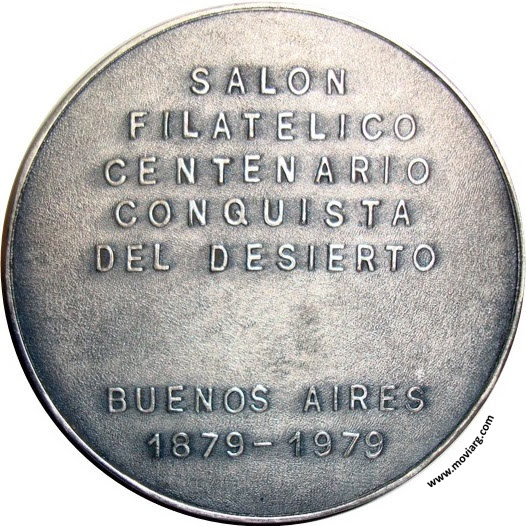 SALON
FILATELICO
CENTENARIO
CONQUISTA
DEL DESIERTO
BUENOS AIRES
1879-1979
www.moviarg.com